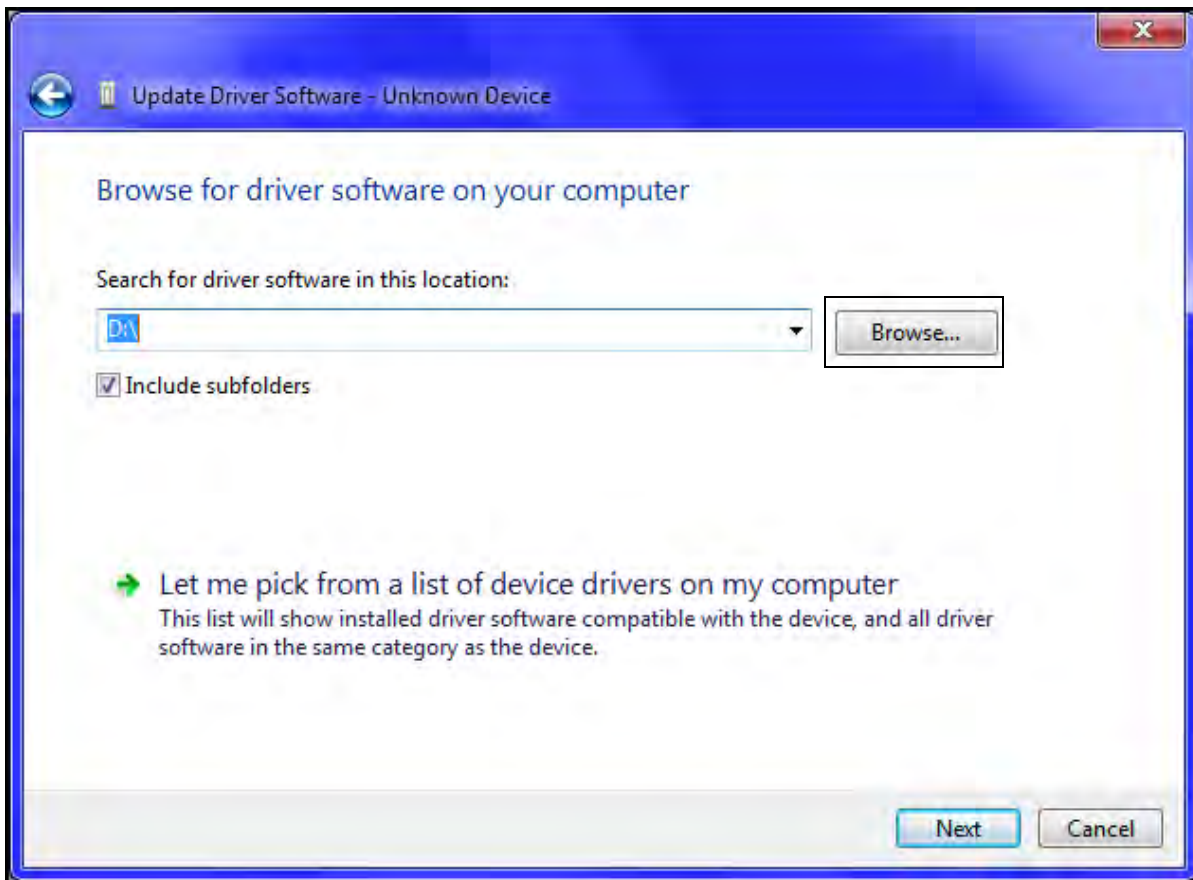 Update Driver Software - Unknown Device
Browse for driver software on your computer
Search for driver software in this location:
D:\
Browse...
Include subfolders
Let me pick from a list of device drivers on my computer
This list will show installed driver software compatible with the device, and all driver
software in the same category as the device.
Next
Cancel